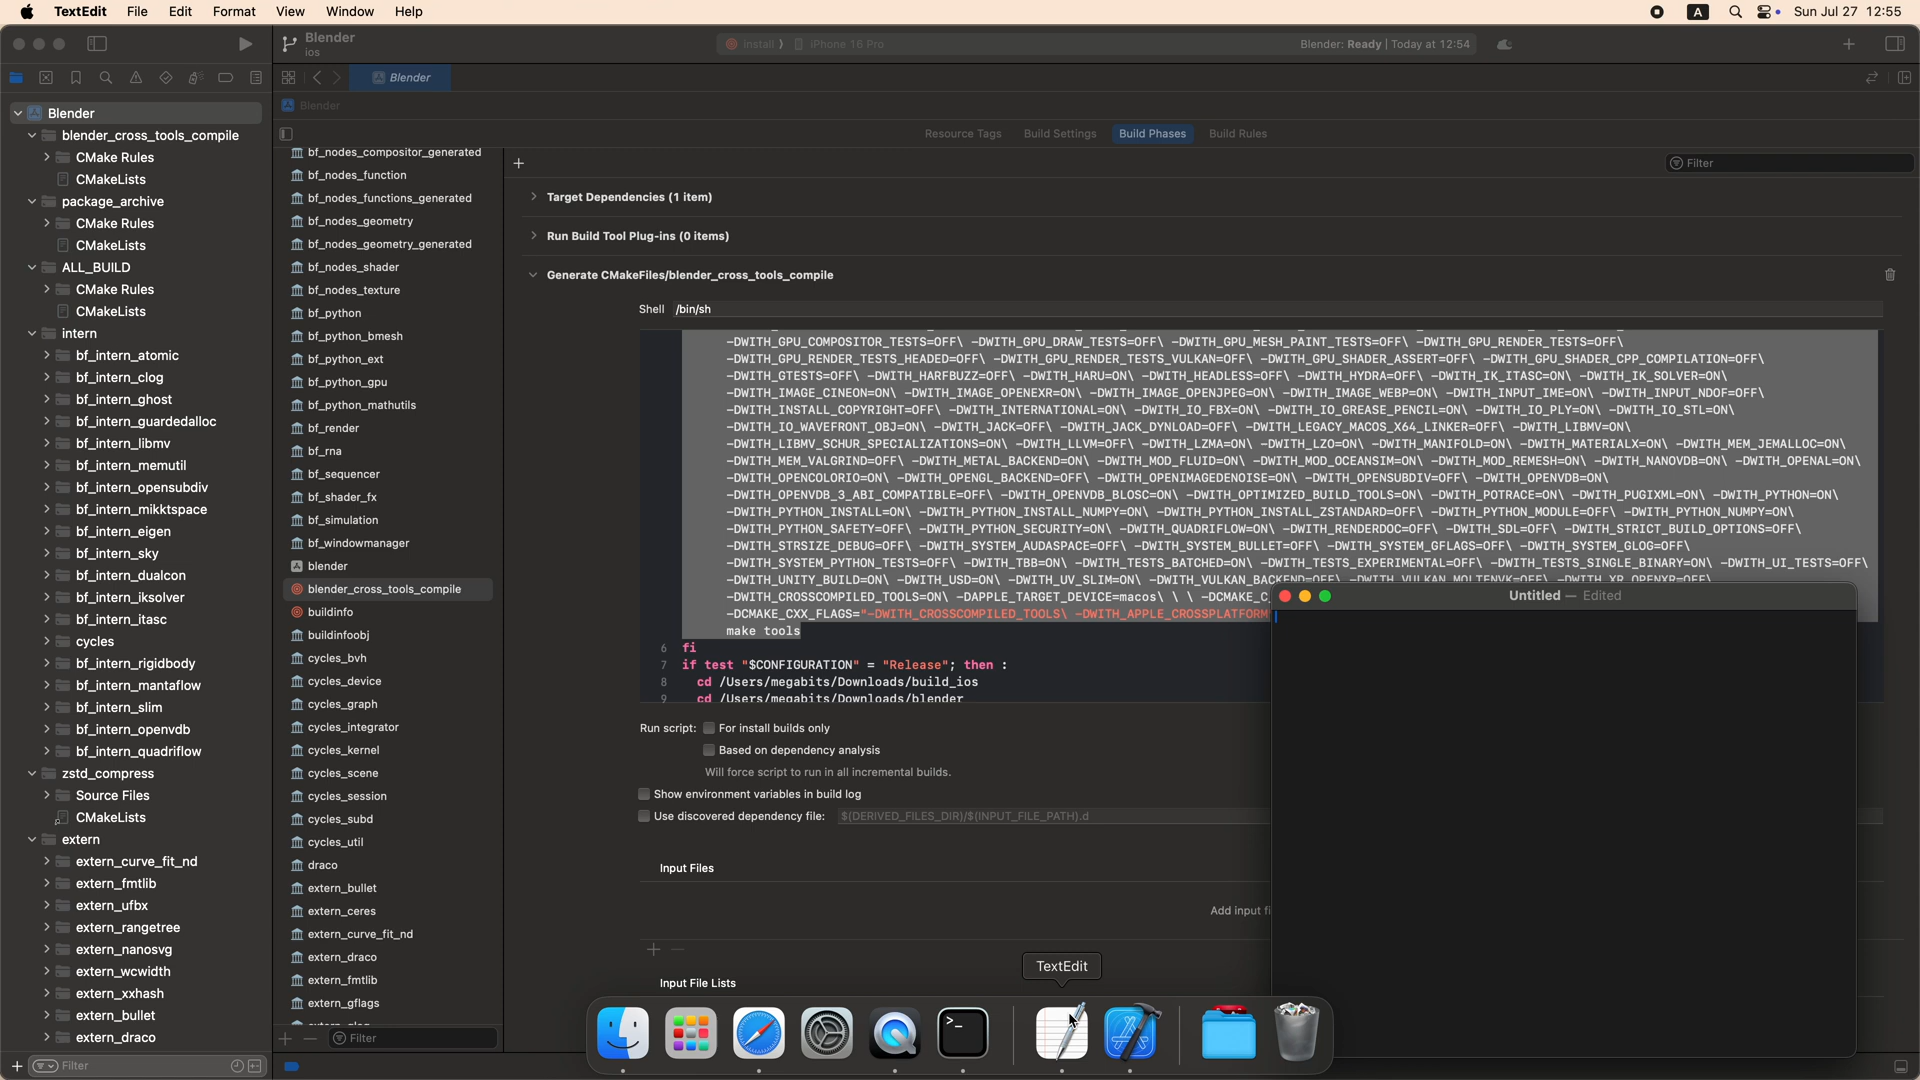 TextEdit File Edit Format View Window Help
A Sun Jul 27 12:55
Blender
ios
install iPhone 16 Pro
Blender: Ready | Today at 12:54
Blender
Blender
Resource Tags Build Settings Build Phases Build Rules
Filter
Blender
blender_cross_tools_compile
CMake Rules
CMakeLists
package_archive
CMake Rules
CMakeLists
ALL_BUILD
CMake Rules
CMakeLists
intern
bf_intern_atomic
bf_intern_clog
bf_intern_ghost
bf_intern_guardedalloc
bf_intern_libmv
bf_intern_memutil
bf_intern_opensubdiv
bf_intern_mikktspace
bf_intern_eigen
bf_intern_sky
bf_intern_dualcon
bf_intern_iksolver
bf_intern_itasc
cycles
bf_intern_rigidbody
bf_intern_mantaflow
bf_intern_slim
bf_intern_openvdb
bf_intern_quadriflow
zstd_compress
Source Files
CMakeLists
extern
extern_curve_fit_nd
extern_fmtlib
extern_ufbx
extern_rangetree
extern_nanosvg
extern_wcwidth
extern_xxhash
extern_bullet
extern_draco
Filter
bf_nodes_compositor_generated
bf_nodes_function
bf_nodes_functions_generated
bf_nodes_geometry
bf_nodes_geometry_generated
bf_nodes_shader
bf_nodes_texture
bf_python
bf_python_bmesh
bf_python_ext
bf_python_gpu
bf_python_mathutils
bf_render
bf_rna
bf_sequencer
bf_shader_fx
bf_simulation
bf_windowmanager
blender
blender_cross_tools_compile
buildinfo
buildinfoobj
cycles_bvh
cycles_device
cycles_graph
cycles_integrator
cycles_kernel
cycles_scene
cycles_session
cycles_subd
cycles_util
draco
extern_bullet
extern_ceres
extern_curve_fit_nd
extern_draco
extern_fmtlib
extern_gflags
Filter
Target Dependencies (1 item)
Run Build Tool Plug-ins (0 items)
Generate CMakeFiles/blender_cross_tools_compile
Shell /bin/sh
-DWITH_GPU_COMPOSITOR_TESTS=OFF\ -DWITH_GPU_DRAW_TESTS=OFF\ -DWITH_GPU_MESH_PAINT_TESTS=OFF\ -DWITH_GPU_RENDER_TESTS=OFF\
-DWITH_GPU_RENDER_TESTS_HEADED=OFF\ -DWITH_GPU_RENDER_TESTS_VULKAN=OFF\ -DWITH_GPU_SHADER_ASSERT=OFF\ -DWITH_GPU_SHADER_CPP_COMPILATION=OFF\
-DWITH_GTESTS=OFF\ -DWITH_HARFBUZZ=OFF\ -DWITH_HARU=ON\ -DWITH_HEADLESS=OFF\ -DWITH_HYDRA=OFF\ -DWITH_IK_ITASC=ON\ -DWITH_IK_SOLVER=ON\
-DWITH_IMAGE_CINEON=ON\ -DWITH_IMAGE_OPENEXR=ON\ -DWITH_IMAGE_OPENJPEG=ON\ -DWITH_IMAGE_WEBP=ON\ -DWITH_INPUT_IME=ON\ -DWITH_INPUT_NDOF=OFF\
-DWITH_INSTALL_COPYRIGHT=OFF\ -DWITH_INTERNATIONAL=ON\ -DWITH_IO_FBX=ON\ -DWITH_IO_GREASE_PENCIL=ON\ -DWITH_IO_PLY=ON\ -DWITH_IO_STL=ON\
-DWITH_IO_WAVEFRONT_OBJ=ON\ -DWITH_JACK=OFF\ -DWITH_JACK_DYNLOAD=OFF\ -DWITH_LEGACY_MACOS_X64_LINKER=OFF\ -DWITH_LIBMV=ON\
-DWITH_LIBMV_SCHUR_SPECIALIZATIONS=ON\ -DWITH_LLVM=OFF\ -DWITH_LZMA=ON\ -DWITH_LZO=ON\ -DWITH_MANIFOLD=ON\ -DWITH_MATERIALX=ON\ -DWITH_MEM_JEMALLOC=ON\
-DWITH_MEM_VALGRIND=OFF\ -DWITH_METAL_BACKEND=ON\ -DWITH_MOD_FLUID=ON\ -DWITH_MOD_OCEANSIM=ON\ -DWITH_MOD_REMESH=ON\ -DWITH_NANOVDB=ON\ -DWITH_OPENAL=ON\
-DWITH_OPENCOLORIO=ON\ -DWITH_OPENGL_BACKEND=OFF\ -DWITH_OPENIMAGEDENOISE=ON\ -DWITH_OPENSUBDIV=OFF\ -DWITH_OPENVDB=ON\
-DWITH_OPENVDB_3_ABI_COMPATIBLE=OFF\ -DWITH_OPENVDB_BLOSC=ON\ -DWITH_OPTIMIZED_BUILD_TOOLS=ON\ -DWITH_POTRACE=ON\ -DWITH_PUGIXML=ON\ -DWITH_PYTHON=ON\
-DWITH_PYTHON_INSTALL=ON\ -DWITH_PYTHON_INSTALL_NUMPY=ON\ -DWITH_PYTHON_INSTALL_ZSTANDARD=OFF\ -DWITH_PYTHON_MODULE=OFF\ -DWITH_PYTHON_NUMPY=ON\
-DWITH_PYTHON_SAFETY=OFF\ -DWITH_PYTHON_SECURITY=ON\ -DWITH_QUADRIFLOW=ON\ -DWITH_RENDERDOC=OFF\ -DWITH_SDL=OFF\ -DWITH_STRICT_BUILD_OPTIONS=OFF\
-DWITH_STRSIZE_DEBUG=OFF\ -DWITH_SYSTEM_AUDASPACE=OFF\ -DWITH_SYSTEM_BULLET=OFF\ -DWITH_SYSTEM_GFLAGS=OFF\ -DWITH_SYSTEM_GLOG=OFF\
-DWITH_SYSTEM_PYTHON_TESTS=OFF\ -DWITH_TBB=ON\ -DWITH_TESTS_BATCHED=ON\ -DWITH_TESTS_EXPERIMENTAL=OFF\ -DWITH_TESTS_SINGLE_BINARY=ON\ -DWITH_UI_TESTS=OFF\
-DWITH_UNITY_BUILD=ON\ -DWITH_USD=ON\ -DWITH_UV_SLIM=ON\ -DWITH_VULKAN_BACKEND=OFF\ -DWITH_VULKAN_MOLTENVK=OFF\ -DWITH_XR_OPENXR=OFF\
-DWITH_CROSSCOMPILED_TOOLS=ON\ -DAPPLE_TARGET_DEVICE=macos\ \ \ -DCMAKE_C
-DCMAKE_CXX_FLAGS="-DWITH_CROSSCOMPILED_TOOLS\ -DWITH_APPLE_CROSSPLATFORM
make tools
6 fi
7 if test "$CONFIGURATION" = "Release"; then :
8 cd /Users/megabits/Downloads/build_ios
9 cd /Users/megabits/Downloads/blender
Run script: For install builds only
Based on dependency analysis
Will force script to run in all incremental builds.
Show environment variables in build log
Use discovered dependency file: $(DERIVED_FILES_DIR)/$(INPUT_FILE_PATH).d
Input Files
Add input fi
Input File Lists
Untitled — Edited
TextEdit